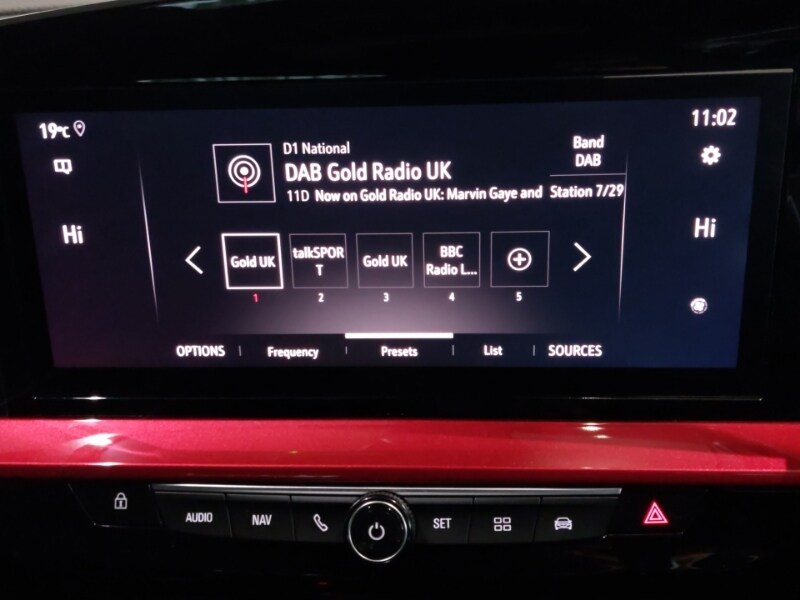 19°C
11:02
D1 National
DAB Gold Radio UK
11D Now on Gold Radio UK: Marvin Gaye and
Band
DAB
Station 7/29
Hi
Hi
Gold UK
talkSPOR
T
Gold UK
BBC
Radio L...
1 2 3 4 5
OPTIONS Frequency Presets List SOURCES
AUDIO NAV SET